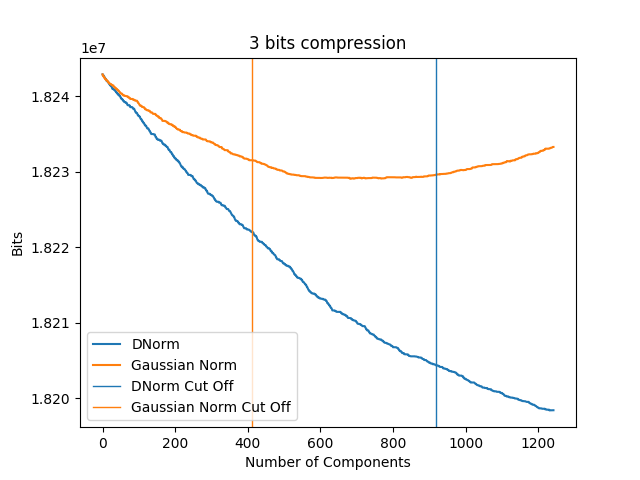 3 bits compression
1e7
1.824
1.823
1.822
1.821
1.820
Bits
DNorm
Gaussian Norm
DNorm Cut Off
Gaussian Norm Cut Off
0 200 400 600 800 1000 1200
Number of Components